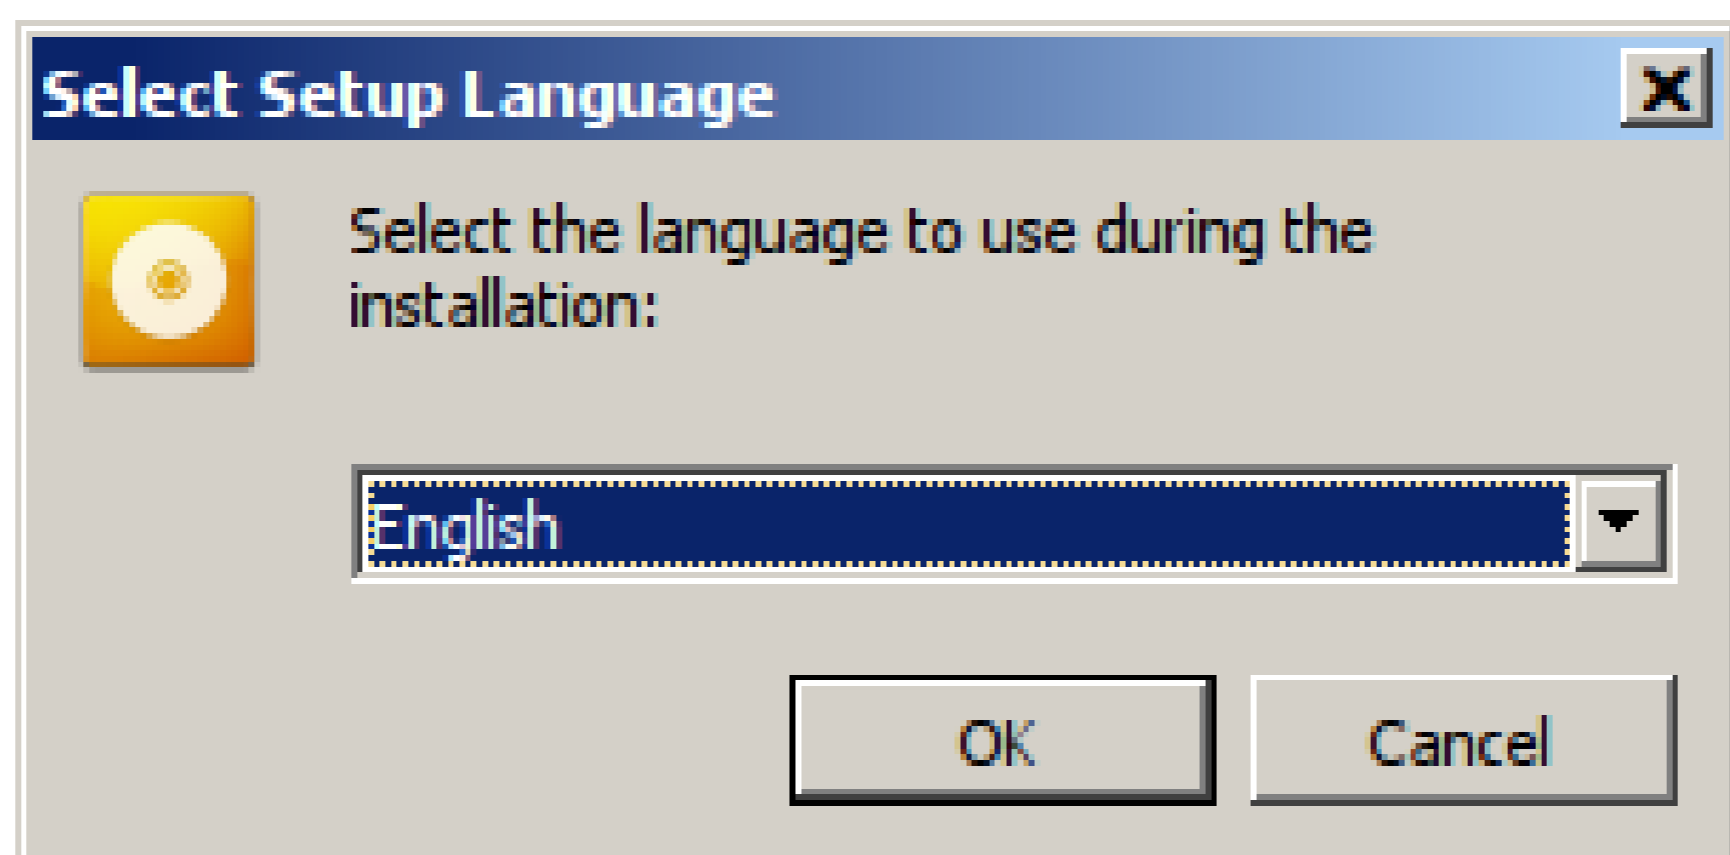 Select Setup Language
Select the language to use during the
installation:
English
OK
Cancel